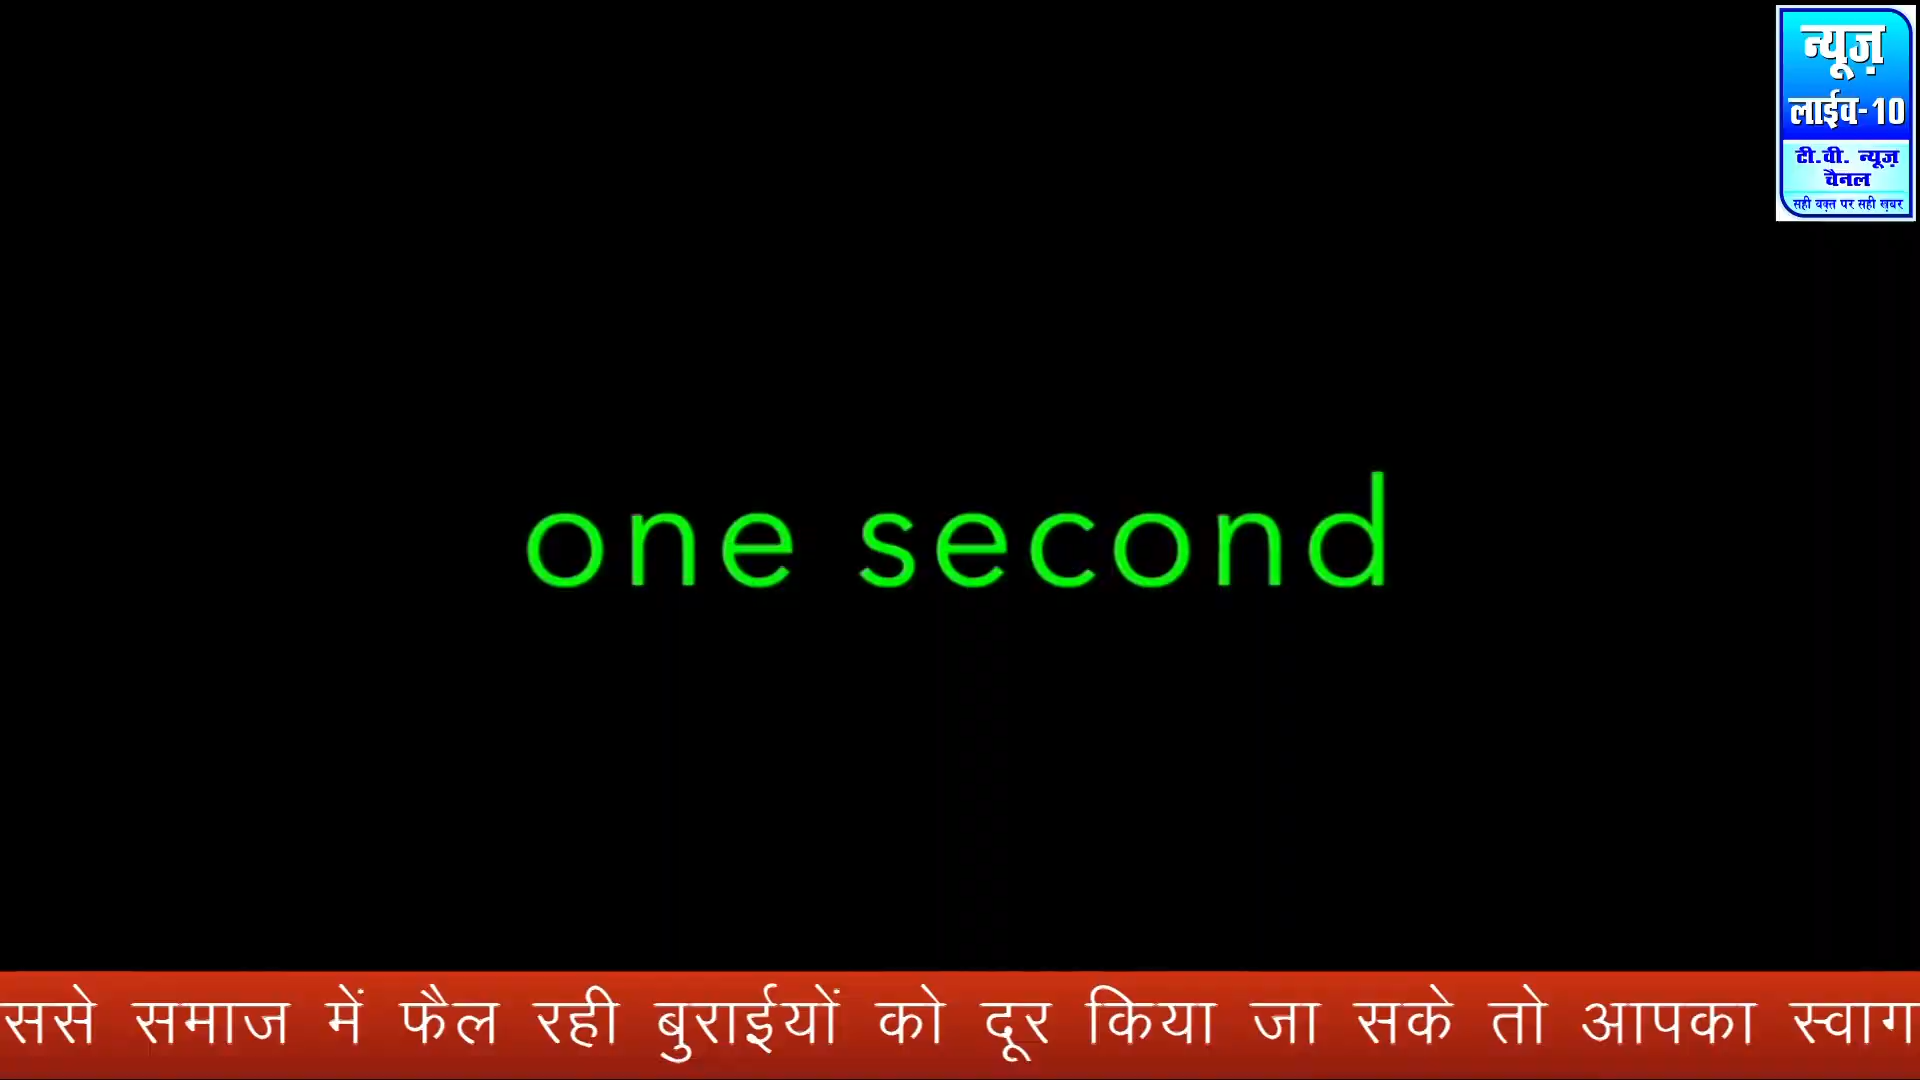 न्यूज़
लाईव-10
टी.वी. न्यूज़
चैनल
सही वक़्त पर सही ख़बर
one second
ससे समाज में फैल रही बुराईयों को दूर किया जा सके तो आपका स्वाग